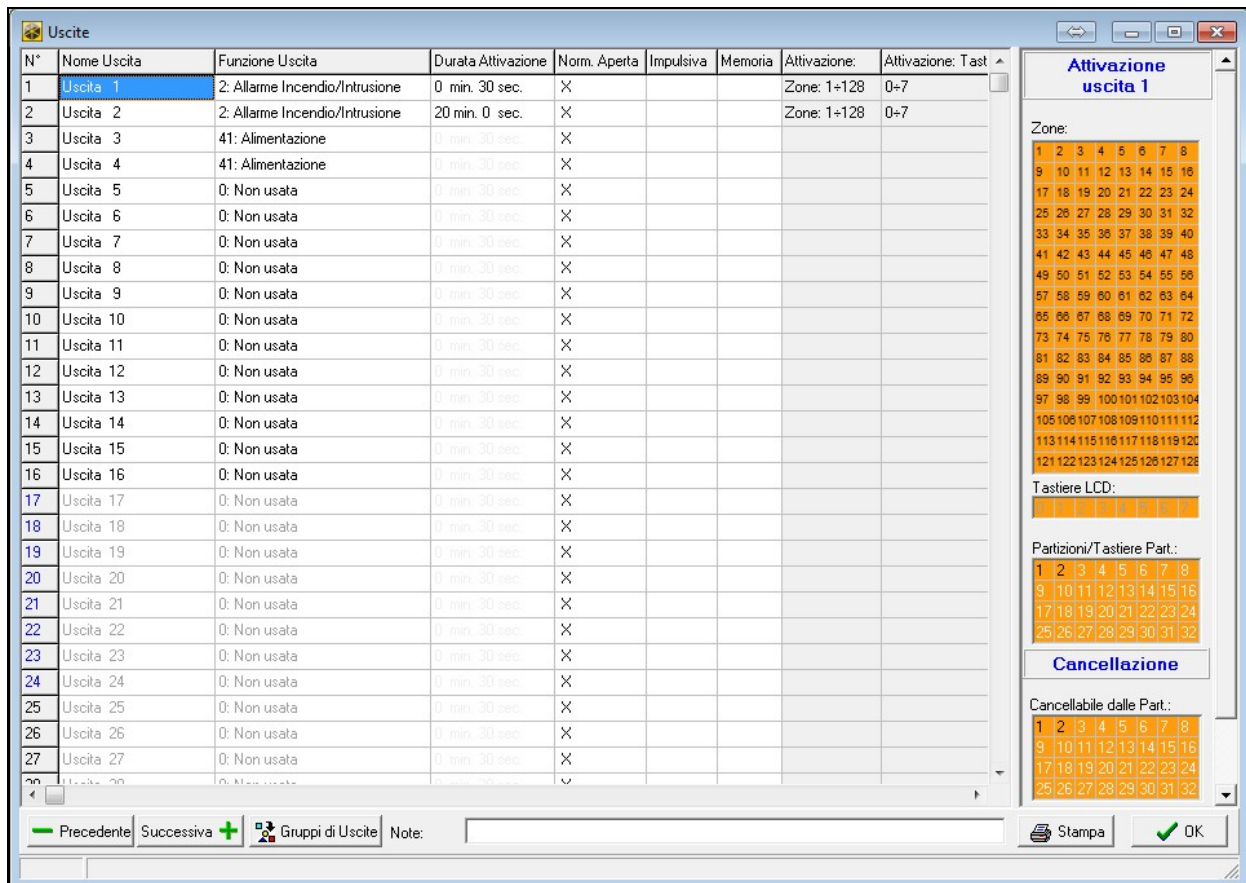 Uscite
N° Nome Uscita Funzione Uscita Durata Attivazione Norm. Aperta Impulsiva Memoria Attivazione: Attivazione: Tast
1 Uscita 1 2: Allarme Incendio/Intrusione 0 min. 30 sec. X Zone: 1÷128 0÷7
2 Uscita 2 2: Allarme Incendio/Intrusione 20 min. 0 sec. X Zone: 1÷128 0÷7
3 Uscita 3 41: Alimentazione 0 min. 30 sec. X
4 Uscita 4 41: Alimentazione 0 min. 30 sec. X
5 Uscita 5 0: Non usata 0 min. 30 sec. X
6 Uscita 6 0: Non usata 0 min. 30 sec. X
7 Uscita 7 0: Non usata 0 min. 30 sec. X
8 Uscita 8 0: Non usata 0 min. 30 sec. X
9 Uscita 9 0: Non usata 0 min. 30 sec. X
10 Uscita 10 0: Non usata 0 min. 30 sec. X
11 Uscita 11 0: Non usata 0 min. 30 sec. X
12 Uscita 12 0: Non usata 0 min. 30 sec. X
13 Uscita 13 0: Non usata 0 min. 30 sec. X
14 Uscita 14 0: Non usata 0 min. 30 sec. X
15 Uscita 15 0: Non usata 0 min. 30 sec. X
16 Uscita 16 0: Non usata 0 min. 30 sec. X
17 Uscita 17 0: Non usata 0 min. 30 sec. X
18 Uscita 18 0: Non usata 0 min. 30 sec. X
19 Uscita 19 0: Non usata 0 min. 30 sec. X
20 Uscita 20 0: Non usata 0 min. 30 sec. X
21 Uscita 21 0: Non usata 0 min. 30 sec. X
22 Uscita 22 0: Non usata 0 min. 30 sec. X
23 Uscita 23 0: Non usata 0 min. 30 sec. X
24 Uscita 24 0: Non usata 0 min. 30 sec. X
25 Uscita 25 0: Non usata 0 min. 30 sec. X
26 Uscita 26 0: Non usata 0 min. 30 sec. X
27 Uscita 27 0: Non usata 0 min. 30 sec. X
Attivazione
uscita 1
Zone:
1 2 3 4 5 6 7 8
9 10 11 12 13 14 15 16
17 18 19 20 21 22 23 24
25 26 27 28 29 30 31 32
33 34 35 36 37 38 39 40
41 42 43 44 45 46 47 48
49 50 51 52 53 54 55 56
57 58 59 60 61 62 63 64
65 66 67 68 69 70 71 72
73 74 75 76 77 78 79 80
81 82 83 84 85 86 87 88
89 90 91 92 93 94 95 96
97 98 99 100 101 102 103 104
105 106 107 108 109 110 111 112
113 114 115 116 117 118 119 120
121 122 123 124 125 126 127 128
Tastiere LCD:
0 1 2 3 4 5 6 7
Partizioni/Tastiere Part.:
1 2 3 4 5 6 7 8
9 10 11 12 13 14 15 16
17 18 19 20 21 22 23 24
25 26 27 28 29 30 31 32
Cancellazione
Cancellabile dalle Part.:
1 2 3 4 5 6 7 8
9 10 11 12 13 14 15 16
17 18 19 20 21 22 23 24
25 26 27 28 29 30 31 32
Precedente Successiva Gruppi di Uscite Note: Stampa OK